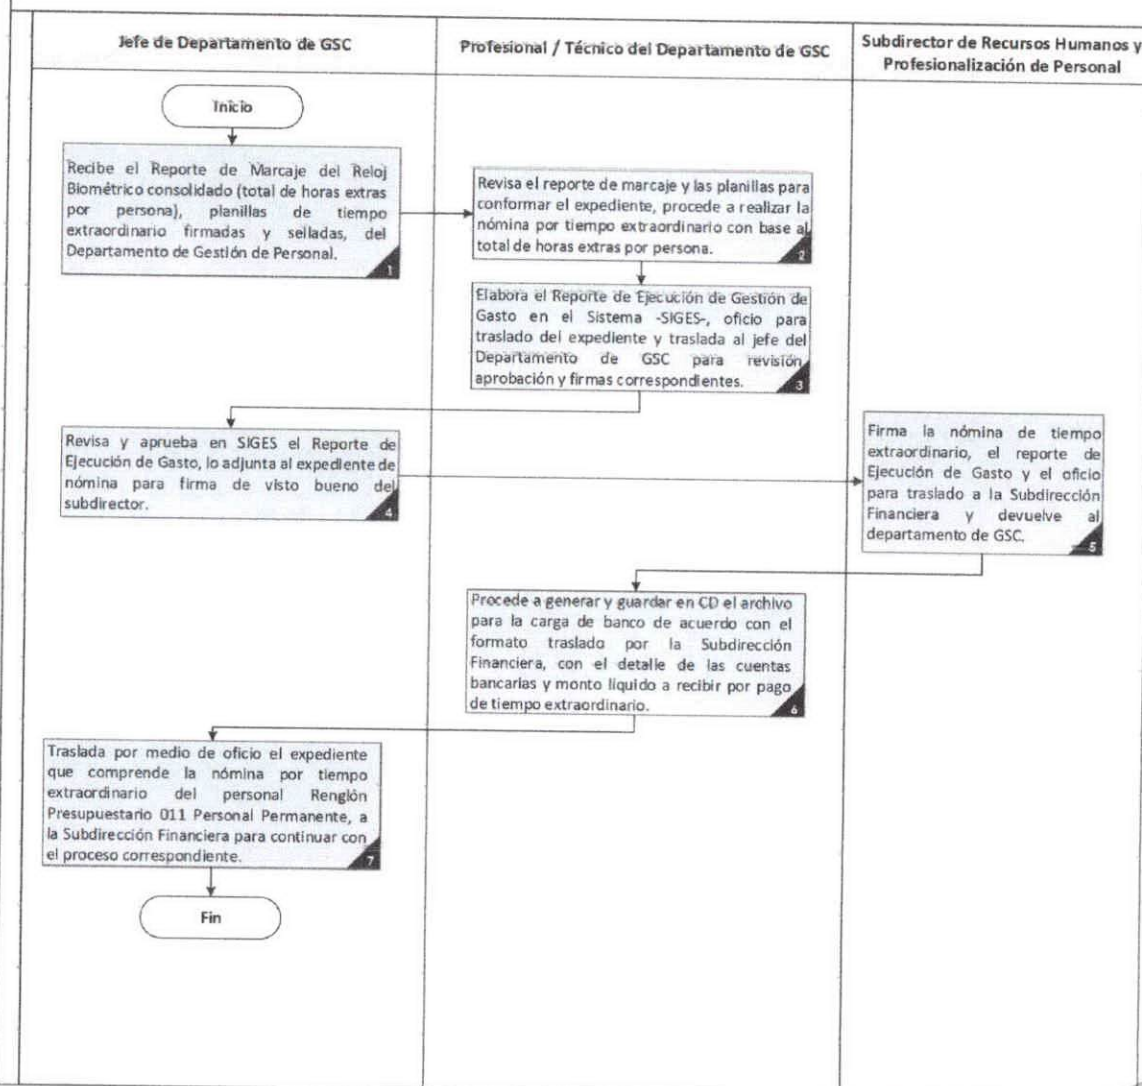 Jefe de Departamento de GSC
Profesional / Técnico del Departamento de GSC
Subdirector de Recursos Humanos y
Profesionalización de Personal
Inicio
Recibe el Reporte de Marcaje del Reloj
Biométrico consolidado (total de horas extras
por persona), planillas de tiempo
extraordinario firmadas y selladas, del
Departamento de Gestión de Personal.
1
Revisa el reporte de marcaje y las planillas para
conformar el expediente, procede a realizar la
nómina por tiempo extraordinario con base al
total de horas extras por persona.
2
Elabora el Reporte de Ejecución de Gestión de
Gasto en el Sistema -SIGES-, oficio para
traslado del expediente y traslada al jefe del
Departamento de GSC para revisión,
aprobación y firmas correspondientes.
3
Revisa y aprueba en SIGES el Reporte de
Ejecución de Gasto, lo adjunta al expediente de
nómina para firma de visto bueno del
subdirector.
4
Firma la nómina de tiempo
extraordinario, el reporte de
Ejecución de Gasto y el oficio
para traslado a la Subdirección
Financiera y devuelve al
departamento de GSC.
5
Procede a generar y guardar en CD el archivo
para la carga de banco de acuerdo con el
formato traslado por la Subdirección
Financiera, con el detalle de las cuentas
bancarias y monto líquido a recibir por pago
de tiempo extraordinario.
6
Traslada por medio de oficio el expediente
que comprende la nómina por tiempo
extraordinario del personal Renglón
Presupuestario 011 Personal Permanente, a
la Subdirección Financiera para continuar con
el proceso correspondiente.
7
Fin